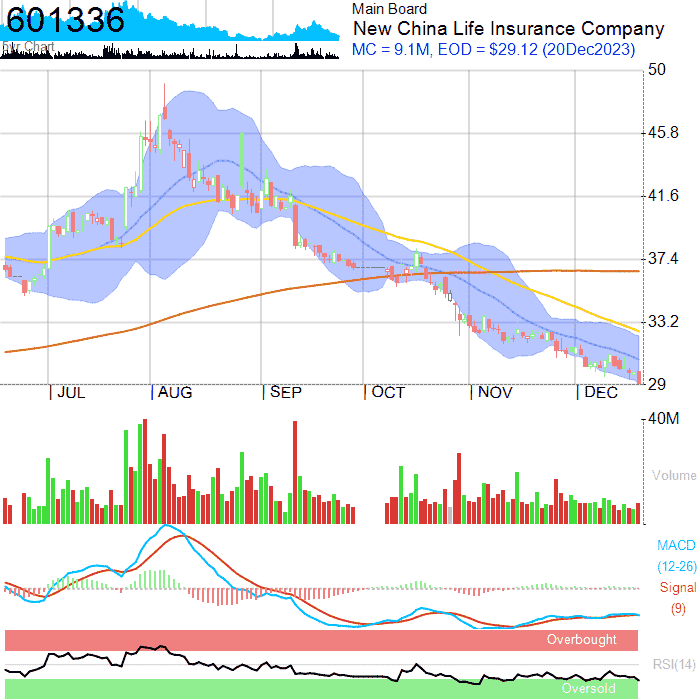 601336
5yr Chart
Main Board
New China Life Insurance Company
MC = 9.1M, EOD = $29.12 (20Dec2023)
50
45.8
41.6
37.4
33.2
29
JUL
AUG
SEP
OCT
NOV
DEC
40M
Volume
MACD
(12-26)
Signal
(9)
Overbought
RSI(14)
Oversold